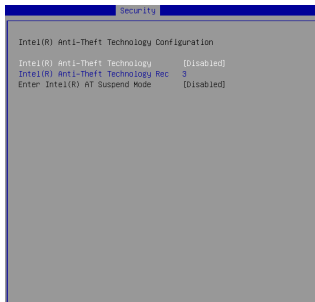 Security
Intel(R) Anti-Theft Technology Configuration
Intel(R) Anti-Theft Technology [Disabled]
Intel(R) Anti-Theft Technology Rec 3
Enter Intel(R) AT Suspend Mode [Disabled]